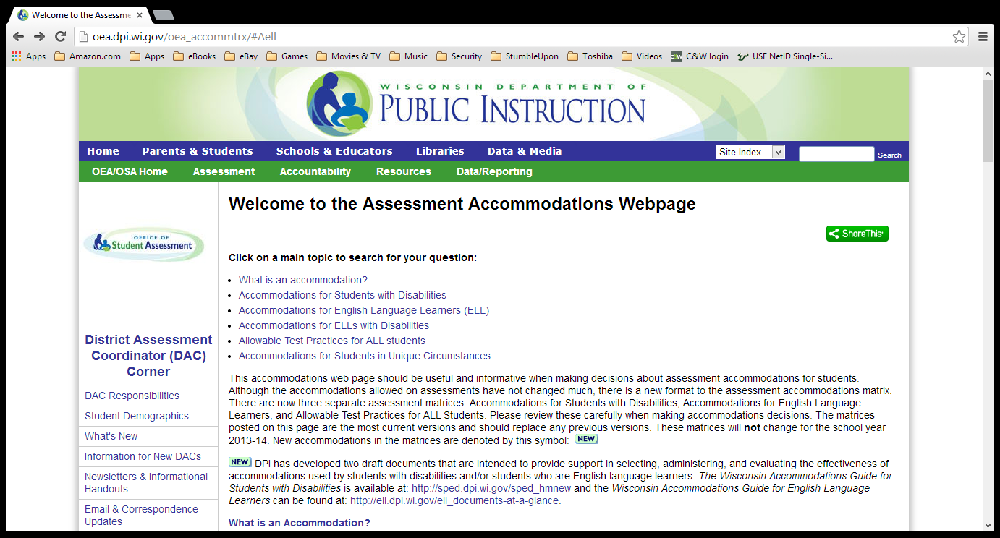 Welcome to the Assessme
oea.dpi.wi.gov/oea_accommtrx/#Aell
Apps Amazon.com Apps eBooks eBay Games Movies & TV Music Security StumbleUpon Toshiba Videos C&W C&W login USF NetID Single-Si...
WISCONSIN DEPARTMENT OF
PUBLIC INSTRUCTION
Home Parents & Students Schools & Educators Libraries Data & Media Site Index Search
OEA/OSA Home Assessment Accountability Resources Data/Reporting
OFFICE OF
Student Assessment
District Assessment
Coordinator (DAC)
Corner
DAC Responsibilities
Student Demographics
What's New
Information for New DACs
Newsletters & Informational
Handouts
Email & Correspondence
Updates
Welcome to the Assessment Accommodations Webpage
ShareThis
Click on a main topic to search for your question:
• What is an accommodation?
• Accommodations for Students with Disabilities
• Accommodations for English Language Learners (ELL)
• Accommodations for ELLs with Disabilities
• Allowable Test Practices for ALL students
• Accommodations for Students in Unique Circumstances
This accommodations web page should be useful and informative when making decisions about assessment accommodations for students.
Although the accommodations allowed on assessments have not changed much, there is a new format to the assessment accommodations matrix.
There are now three separate assessment matrices: Accommodations for Students with Disabilities, Accommodations for English Language
Learners, and Allowable Test Practices for ALL Students. Please review these carefully when making accommodations decisions. The matrices
posted on this page are the most current versions and should replace any previous versions. These matrices will not change for the school year
2013-14. New accommodations in the matrices are denoted by this symbol: NEW
NEW DPI has developed two draft documents that are intended to provide support in selecting, administering, and evaluating the effectiveness of
accommodations used by students with disabilities and/or students who are English language learners. The Wisconsin Accommodations Guide for
Students with Disabilities is available at: http://sped.dpi.wi.gov/sped_hmnew and the Wisconsin Accommodations Guide for English Language
Learners can be found at: http://ell.dpi.wi.gov/ell_documents-at-a-glance.
What is an Accommodation?